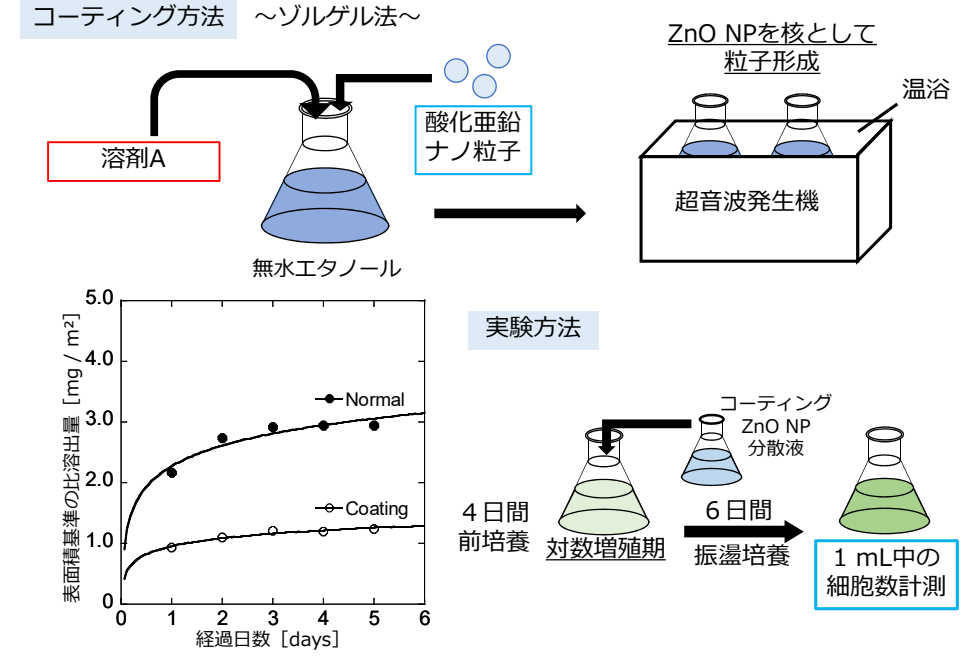 コーティング方法 ～ゾルゲル法～
溶剤A
酸化亜鉛
ナノ粒子
無水エタノール
ZnO NPを核として
粒子形成
温浴
超音波発生機
表面積基準の比溶出量［mg / m²］
5.0
4.0
3.0
2.0
1.0
0
Normal
Coating
0 1 2 3 4 5 6
経過日数［days］
実験方法
４日間
前培養
対数増殖期
コーティング
ZnO NP
分散液
６日間
振盪培養
1 mL中の
細胞数計測